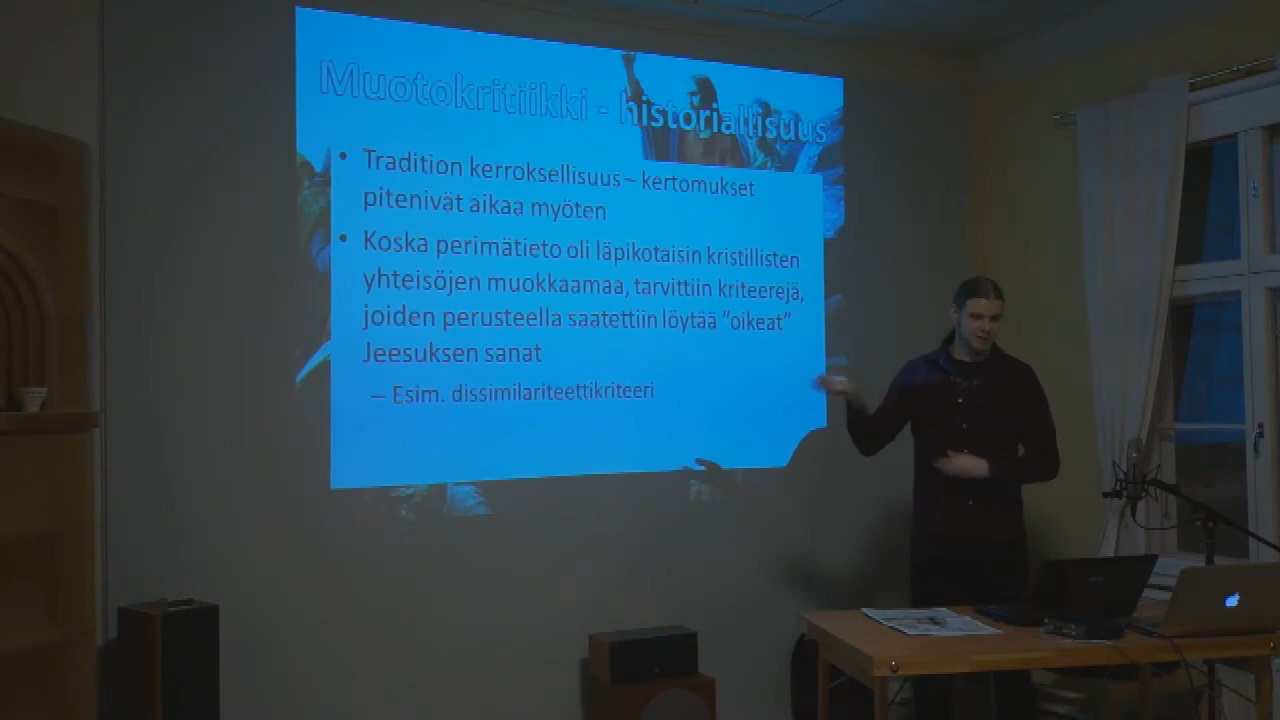 Muotokritiikki - historiallisuus
• Tradition kerroksellisuus – kertomukset
pitenivät aikaa myöten
• Koska perimätieto oli läpikotaisin kristillisten
yhteisöjen muokkaamaa, tarvittiin kriteerejä,
joiden perusteella saatettiin löytää ”oikeat”
Jeesuksen sanat
– Esim. dissimilariteettikriteeri